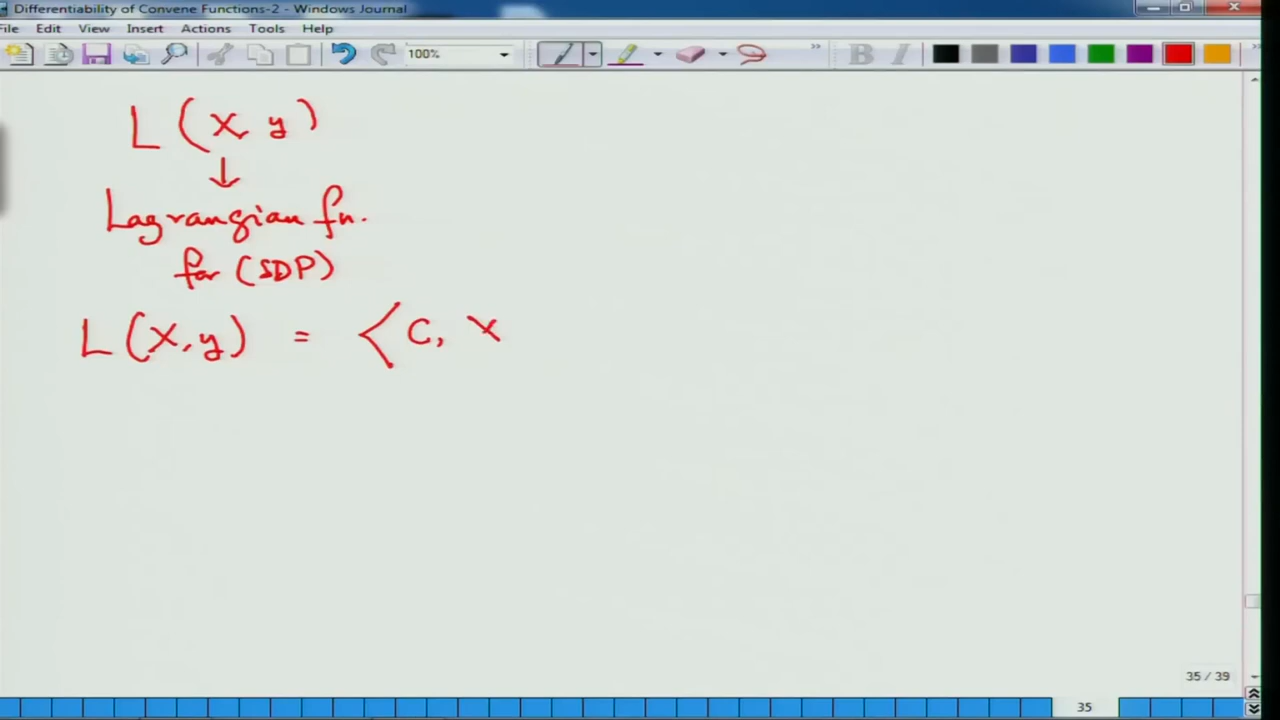 Differentiability of Convene Functions-2 - Windows Journal
File Edit View Insert Actions Tools Help
100%
L (X, y)
↓
Lagrangian fn.
for (SDP)
L (X, y) = < C, X
35 / 39
35